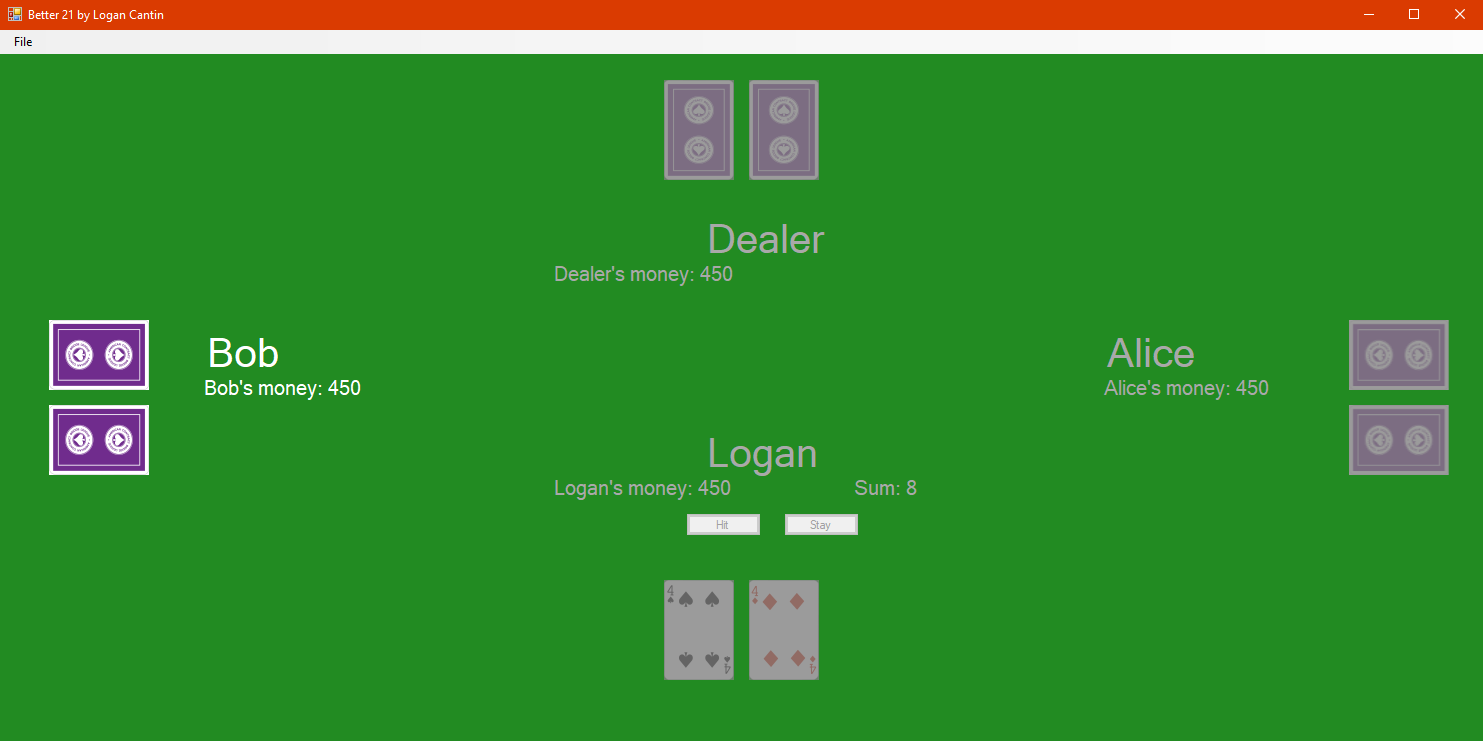 Better 21 by Logan Cantin
File
Dealer
Dealer's money: 450
Bob
Bob's money: 450
Alice
Alice's money: 450
Logan
Logan's money: 450 Sum: 8
Hit Stay
4 4
4 4